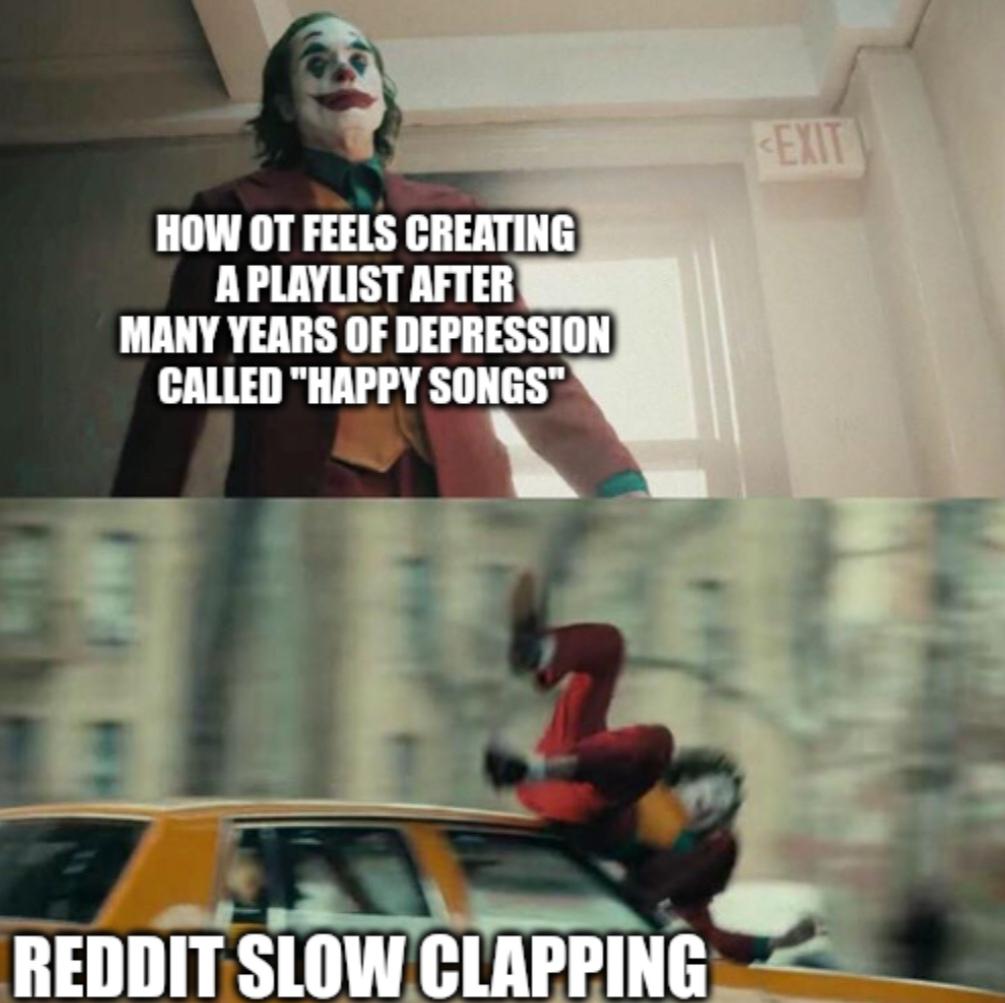 <EXIT
HOW OT FEELS CREATING
A PLAYLIST AFTER
MANY YEARS OF DEPRESSION
CALLED "HAPPY SONGS"
REDDIT SLOW CLAPPING